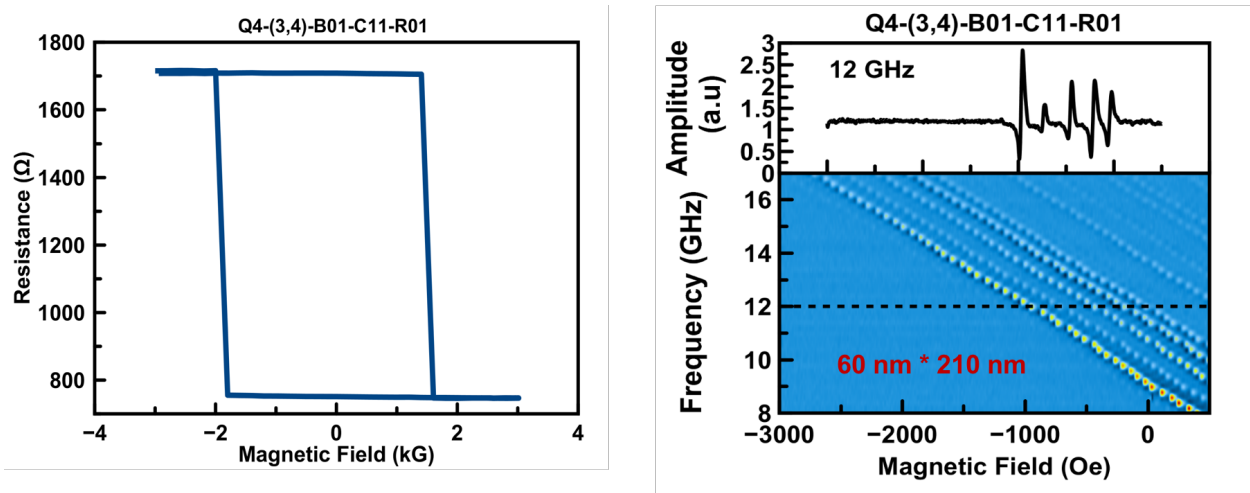 Q4-(3,4)-B01-C11-R01
1800
1600
1400
1200
1000
800
Resistance (Ω)
−4
−2
0
2
4
Magnetic Field (kG)
Q4-(3,4)-B01-C11-R01
Amplitude
(a.u)
3
2.5
2
1.5
1
0.5
0
12 GHz
Frequency (GHz)
16
14
12
10
8
60 nm * 210 nm
−3000
−2000
−1000
0
Magnetic Field (Oe)